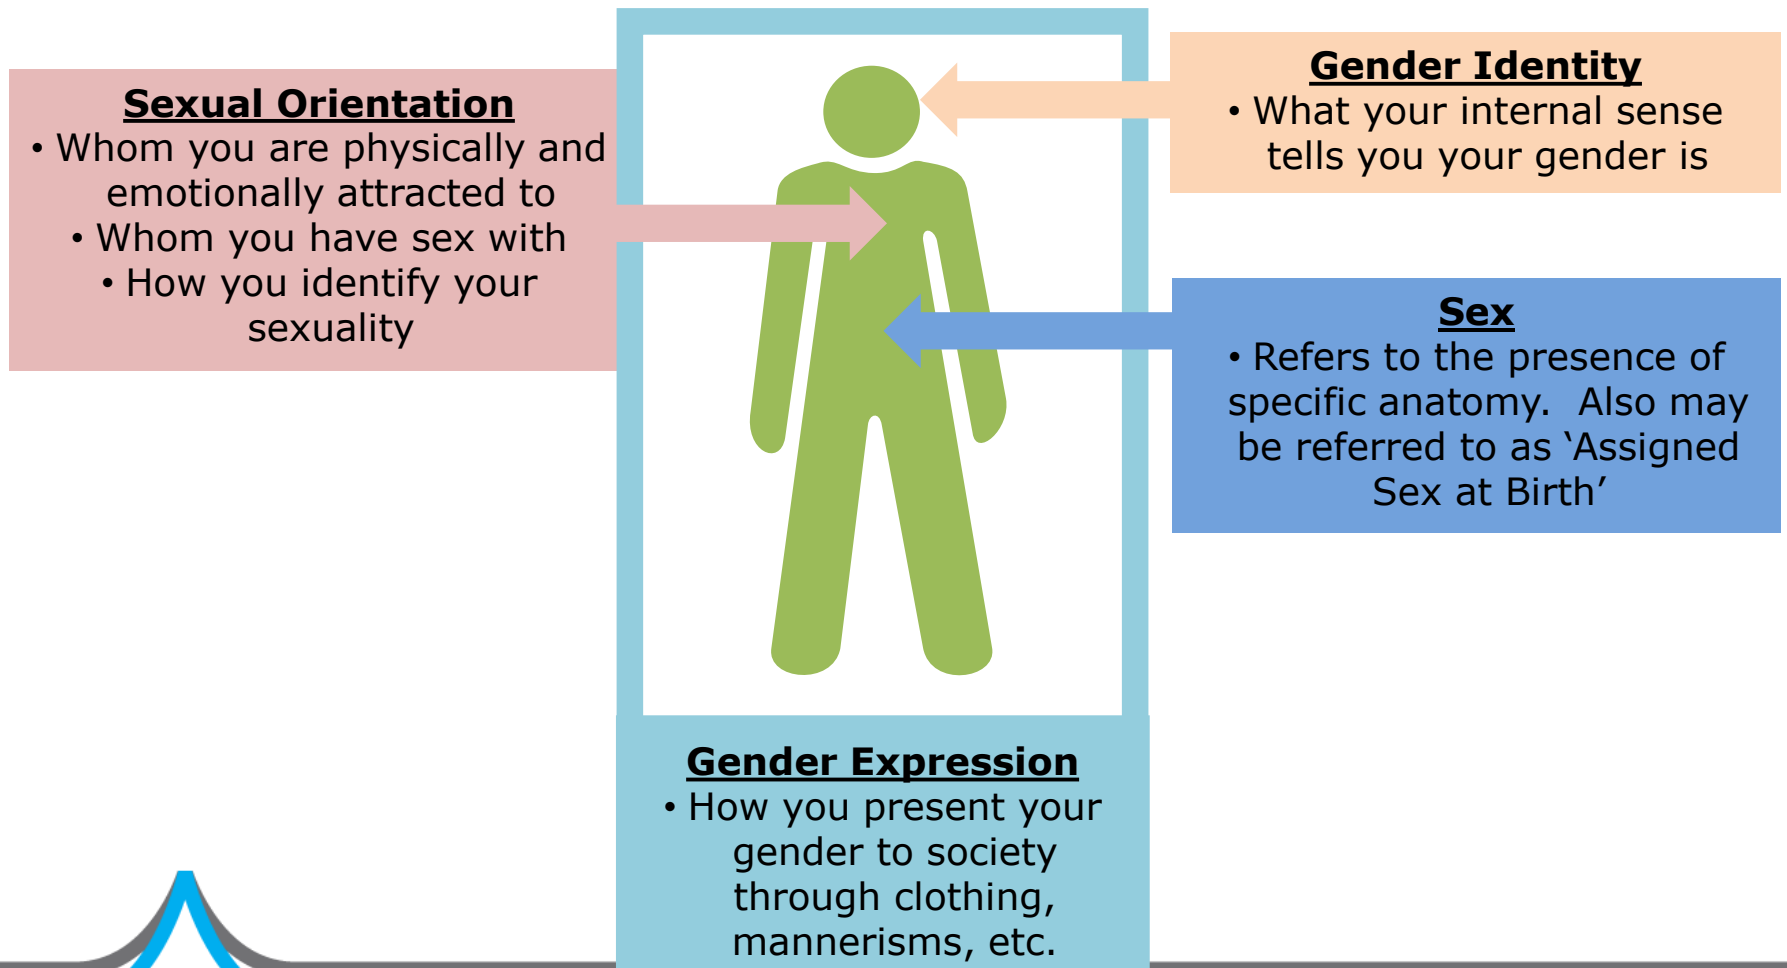 Sexual Orientation
• Whom you are physically and
emotionally attracted to
• Whom you have sex with
• How you identify your
sexuality
Gender Identity
• What your internal sense
tells you your gender is
Sex
• Refers to the presence of
specific anatomy.  Also may
be referred to as ‘Assigned
Sex at Birth’
Gender Expression
• How you present your
gender to society
through clothing,
mannerisms, etc.